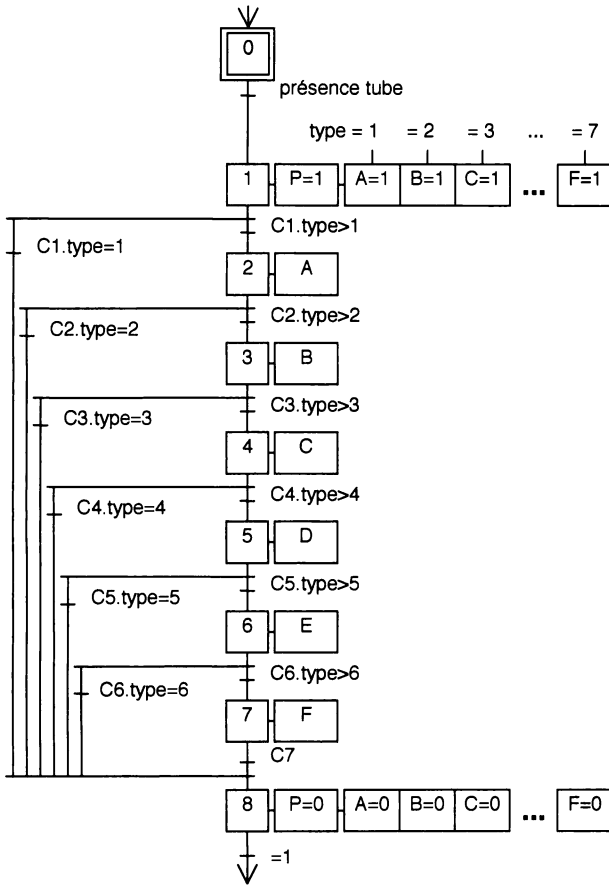 0
présence tube
type = 1 = 2 = 3 ... = 7
1 P=1 A=1 B=1 C=1 ... F=1
C1.type>1
C1.type=1
2 A
C2.type>2
C2.type=2
3 B
C3.type>3
C3.type=3
4 C
C4.type>4
C4.type=4
5 D
C5.type>5
C5.type=5
6 E
C6.type>6
C6.type=6
7 F
C7
8 P=0 A=0 B=0 C=0 ... F=0
=1